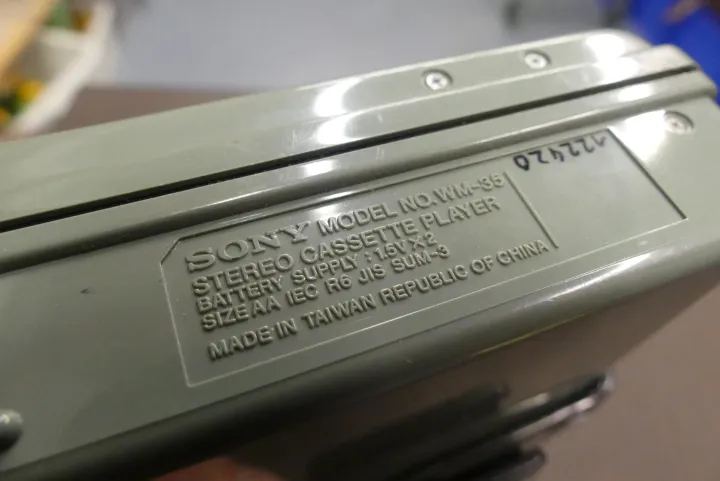 SONY MODEL NO. WM-35
STEREO CASSETTE PLAYER
BATTERY SUPPLY : 1.5V × 2
SIZE AA IEC R6 JIS SUM-3
MADE IN TAIWAN REPUBLIC OF CHINA
122420